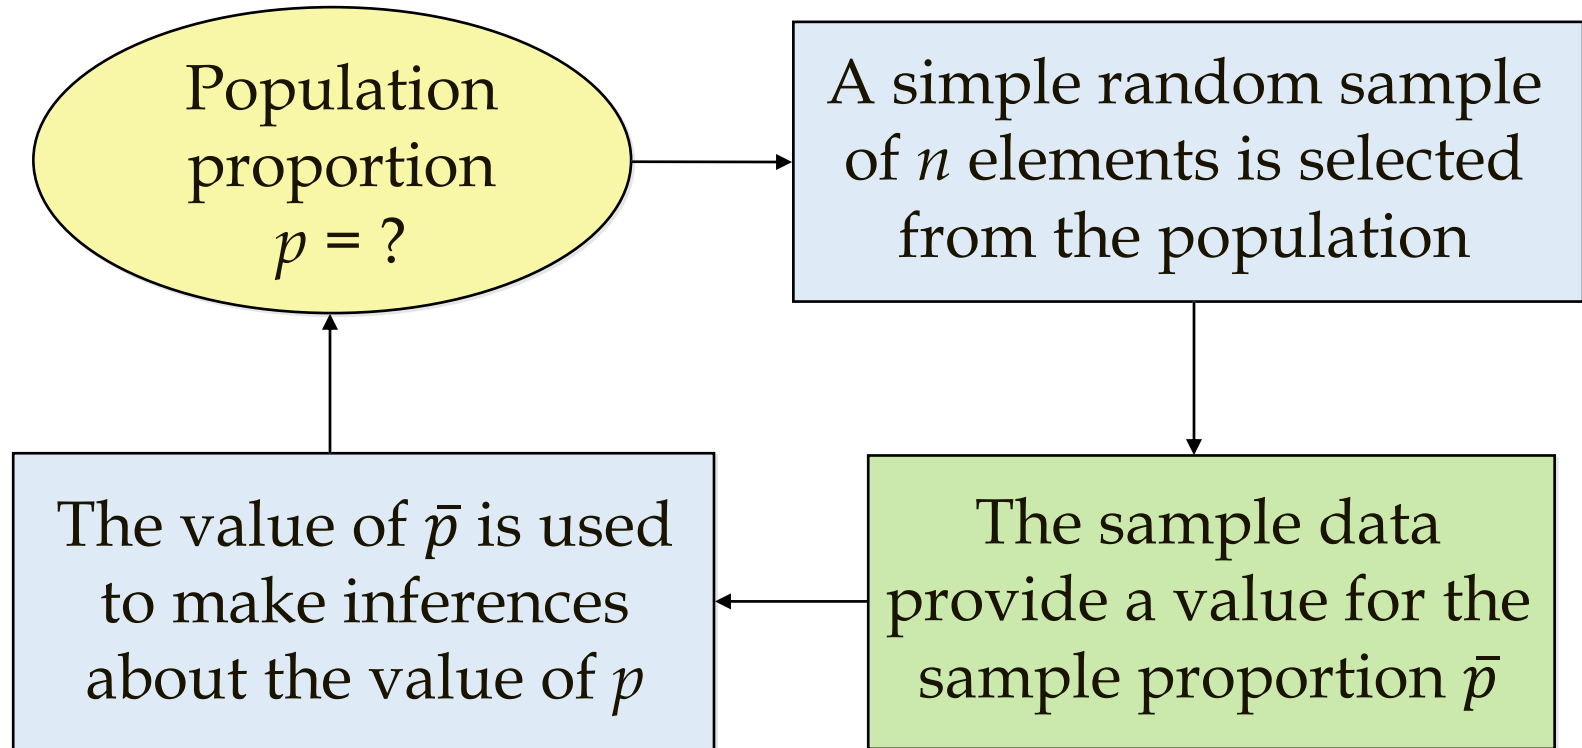 Population
proportion
p = ?
A simple random sample
of n elements is selected
from the population
The sample data
provide a value for the
sample proportion p̄
The value of p̄ is used
to make inferences
about the value of p